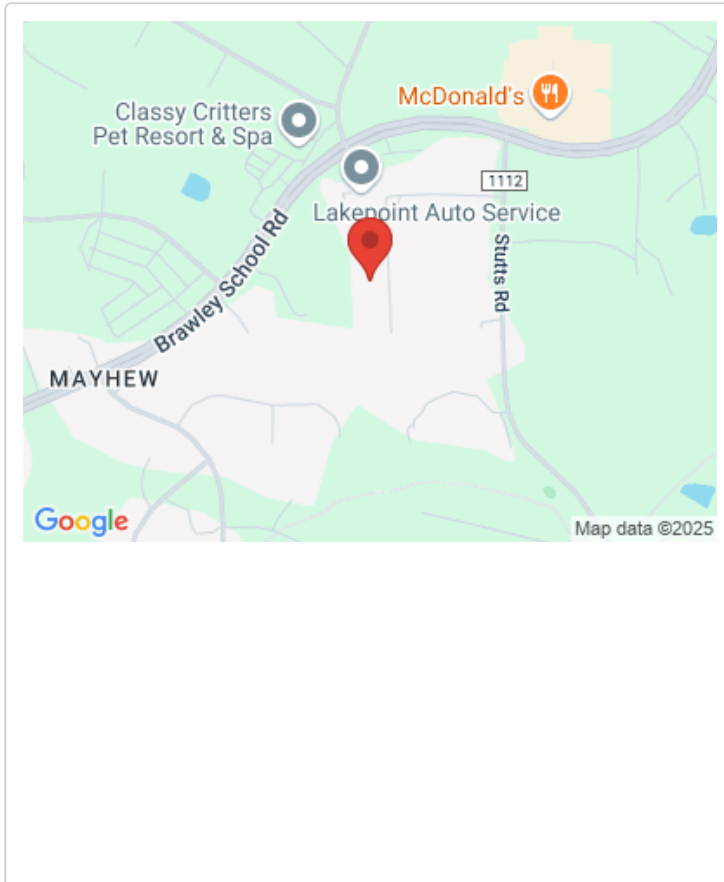 McDonald's
Classy Critters
Pet Resort & Spa
1112
Lakepoint Auto Service
Stutts Rd
Brawley School Rd
MAYHEW
Google
Map data ©2025